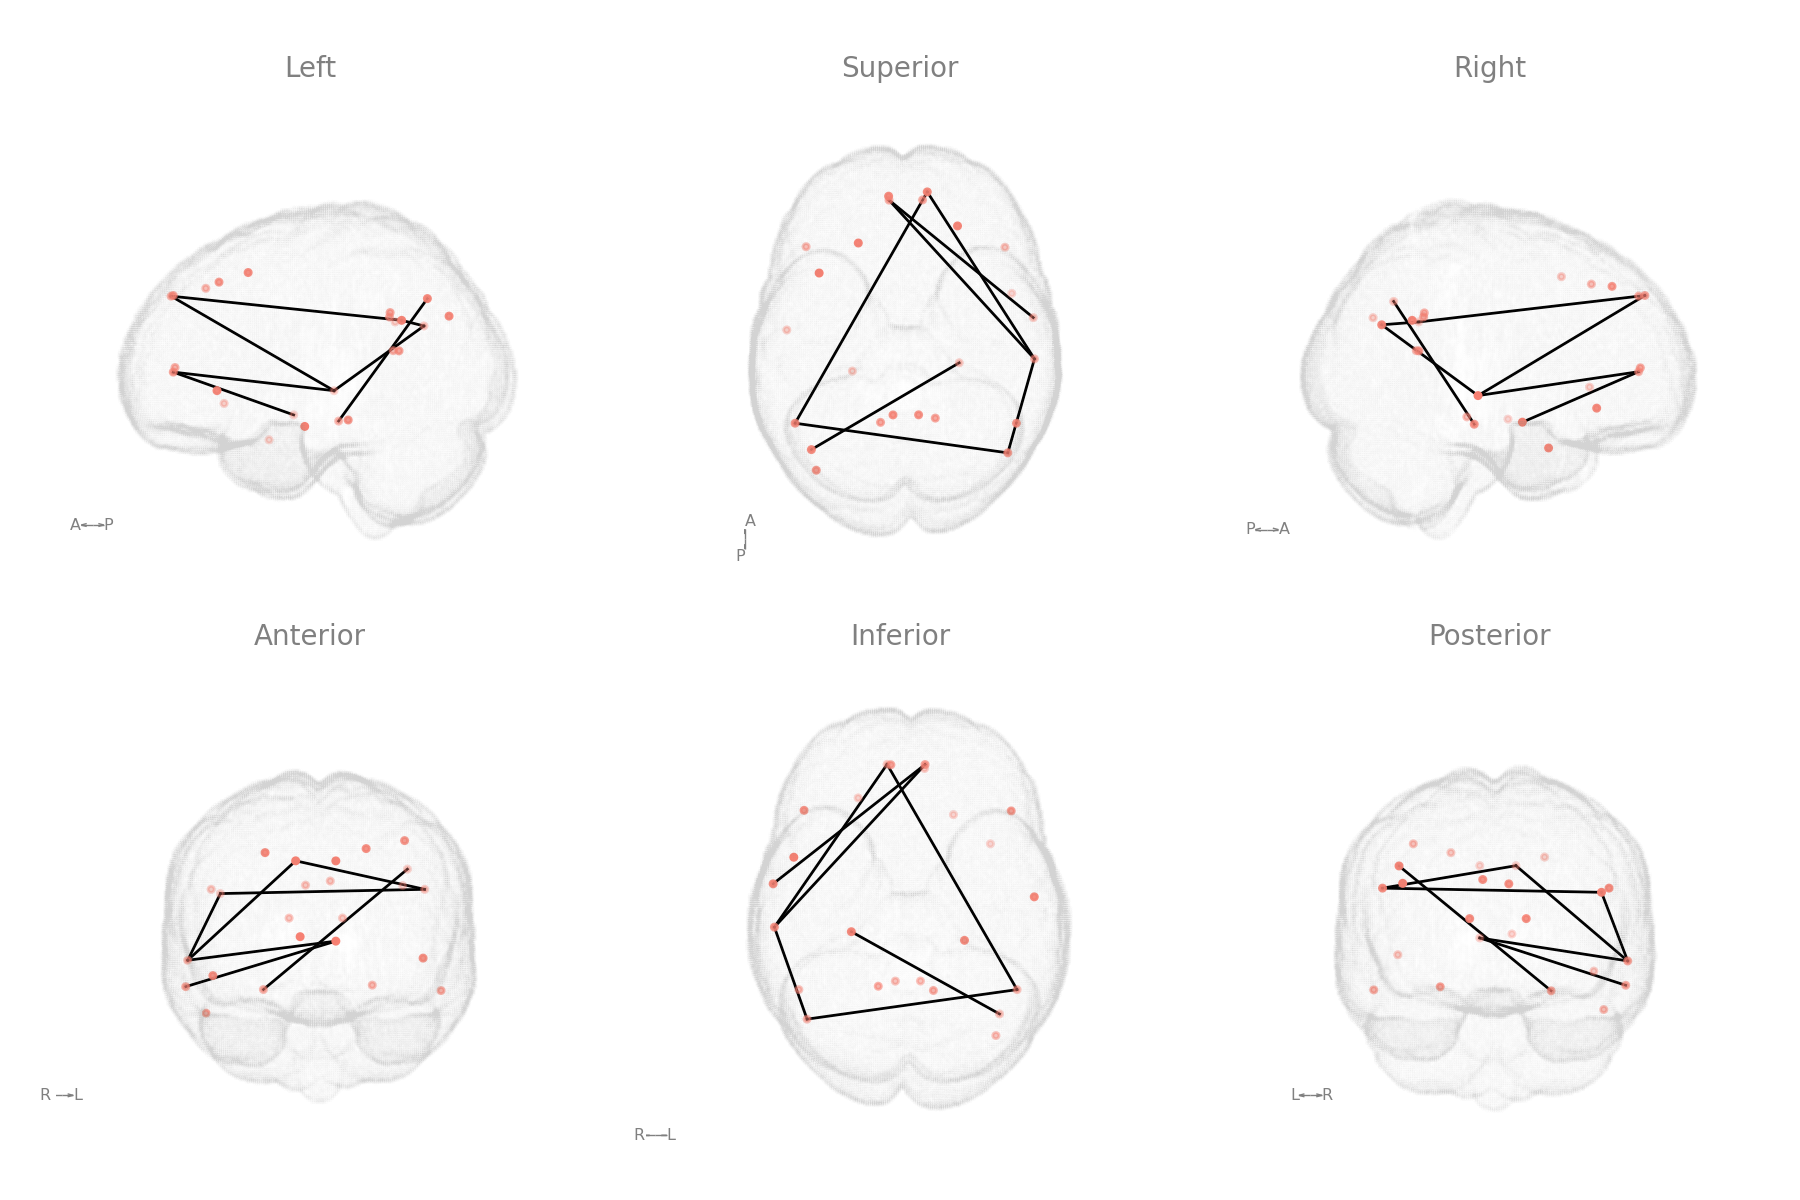 Left
Superior
Right
A P
A
P
P A
Anterior
Inferior
Posterior
R L
R L
L R